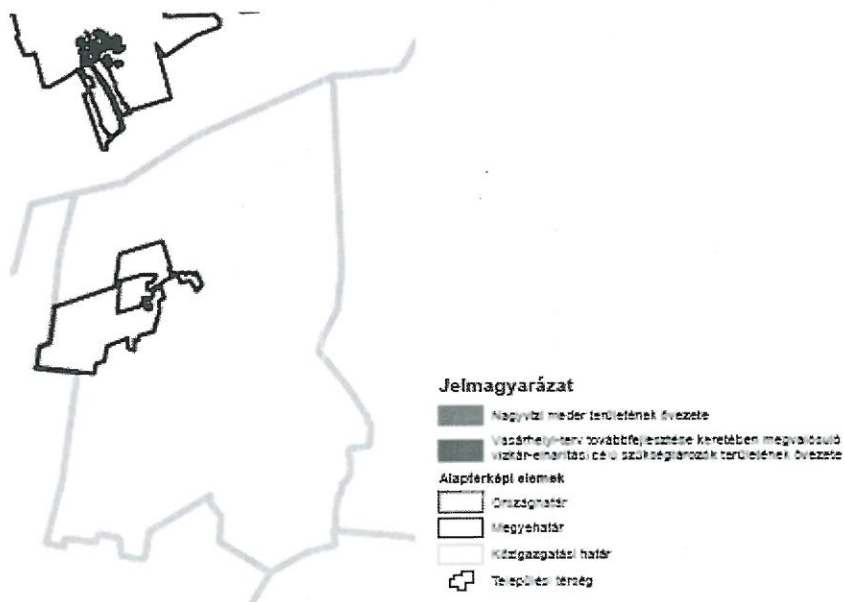 Jelmagyarázat
Nagyvízi meder területének övezete
Vásárhelyi-terv továbbfejlesztése keretében megvalósuló
vízkár-elhárítási célú szükségtározók területének övezete
Alaptérképi elemek
Országhatár
Megyehatár
Közigazgatási határ
Települési térség